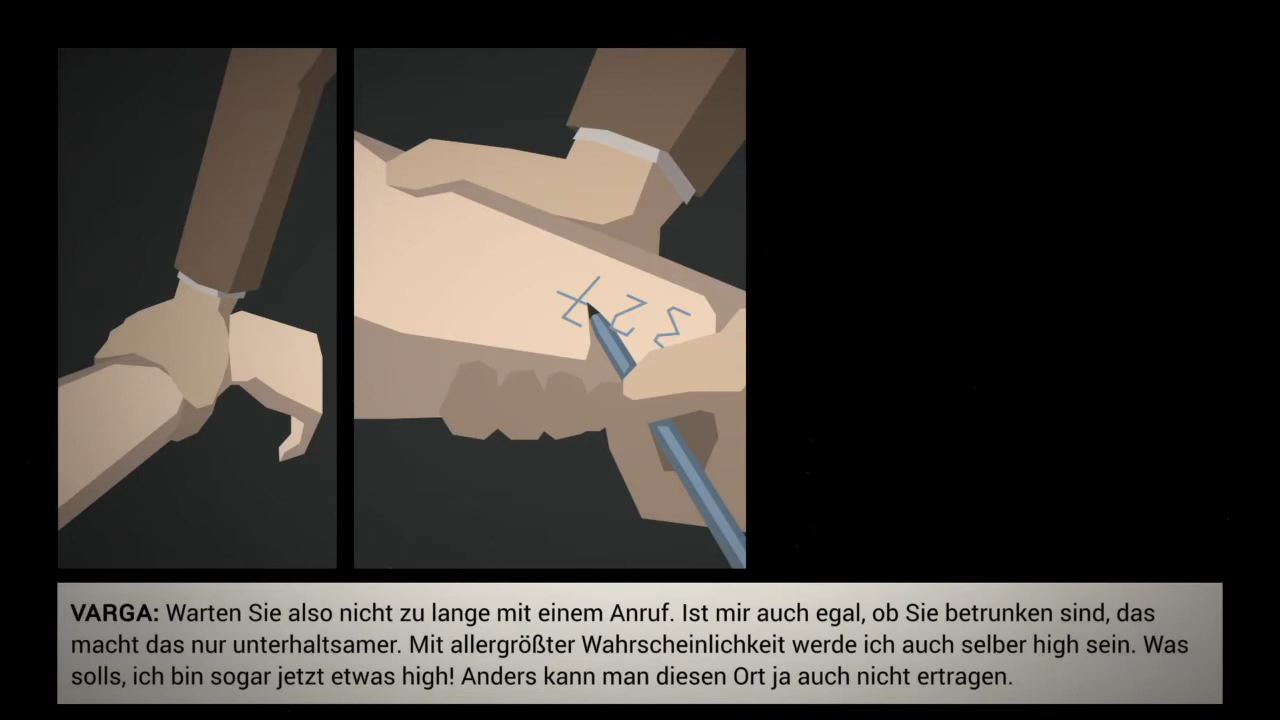 VARGA: Warten Sie also nicht zu lange mit einem Anruf. Ist mir auch egal, ob Sie betrunken sind, das
macht das nur unterhaltsamer. Mit allergrößter Wahrscheinlichkeit werde ich auch selber high sein. Was
solls, ich bin sogar jetzt etwas high! Anders kann man diesen Ort ja auch nicht ertragen.